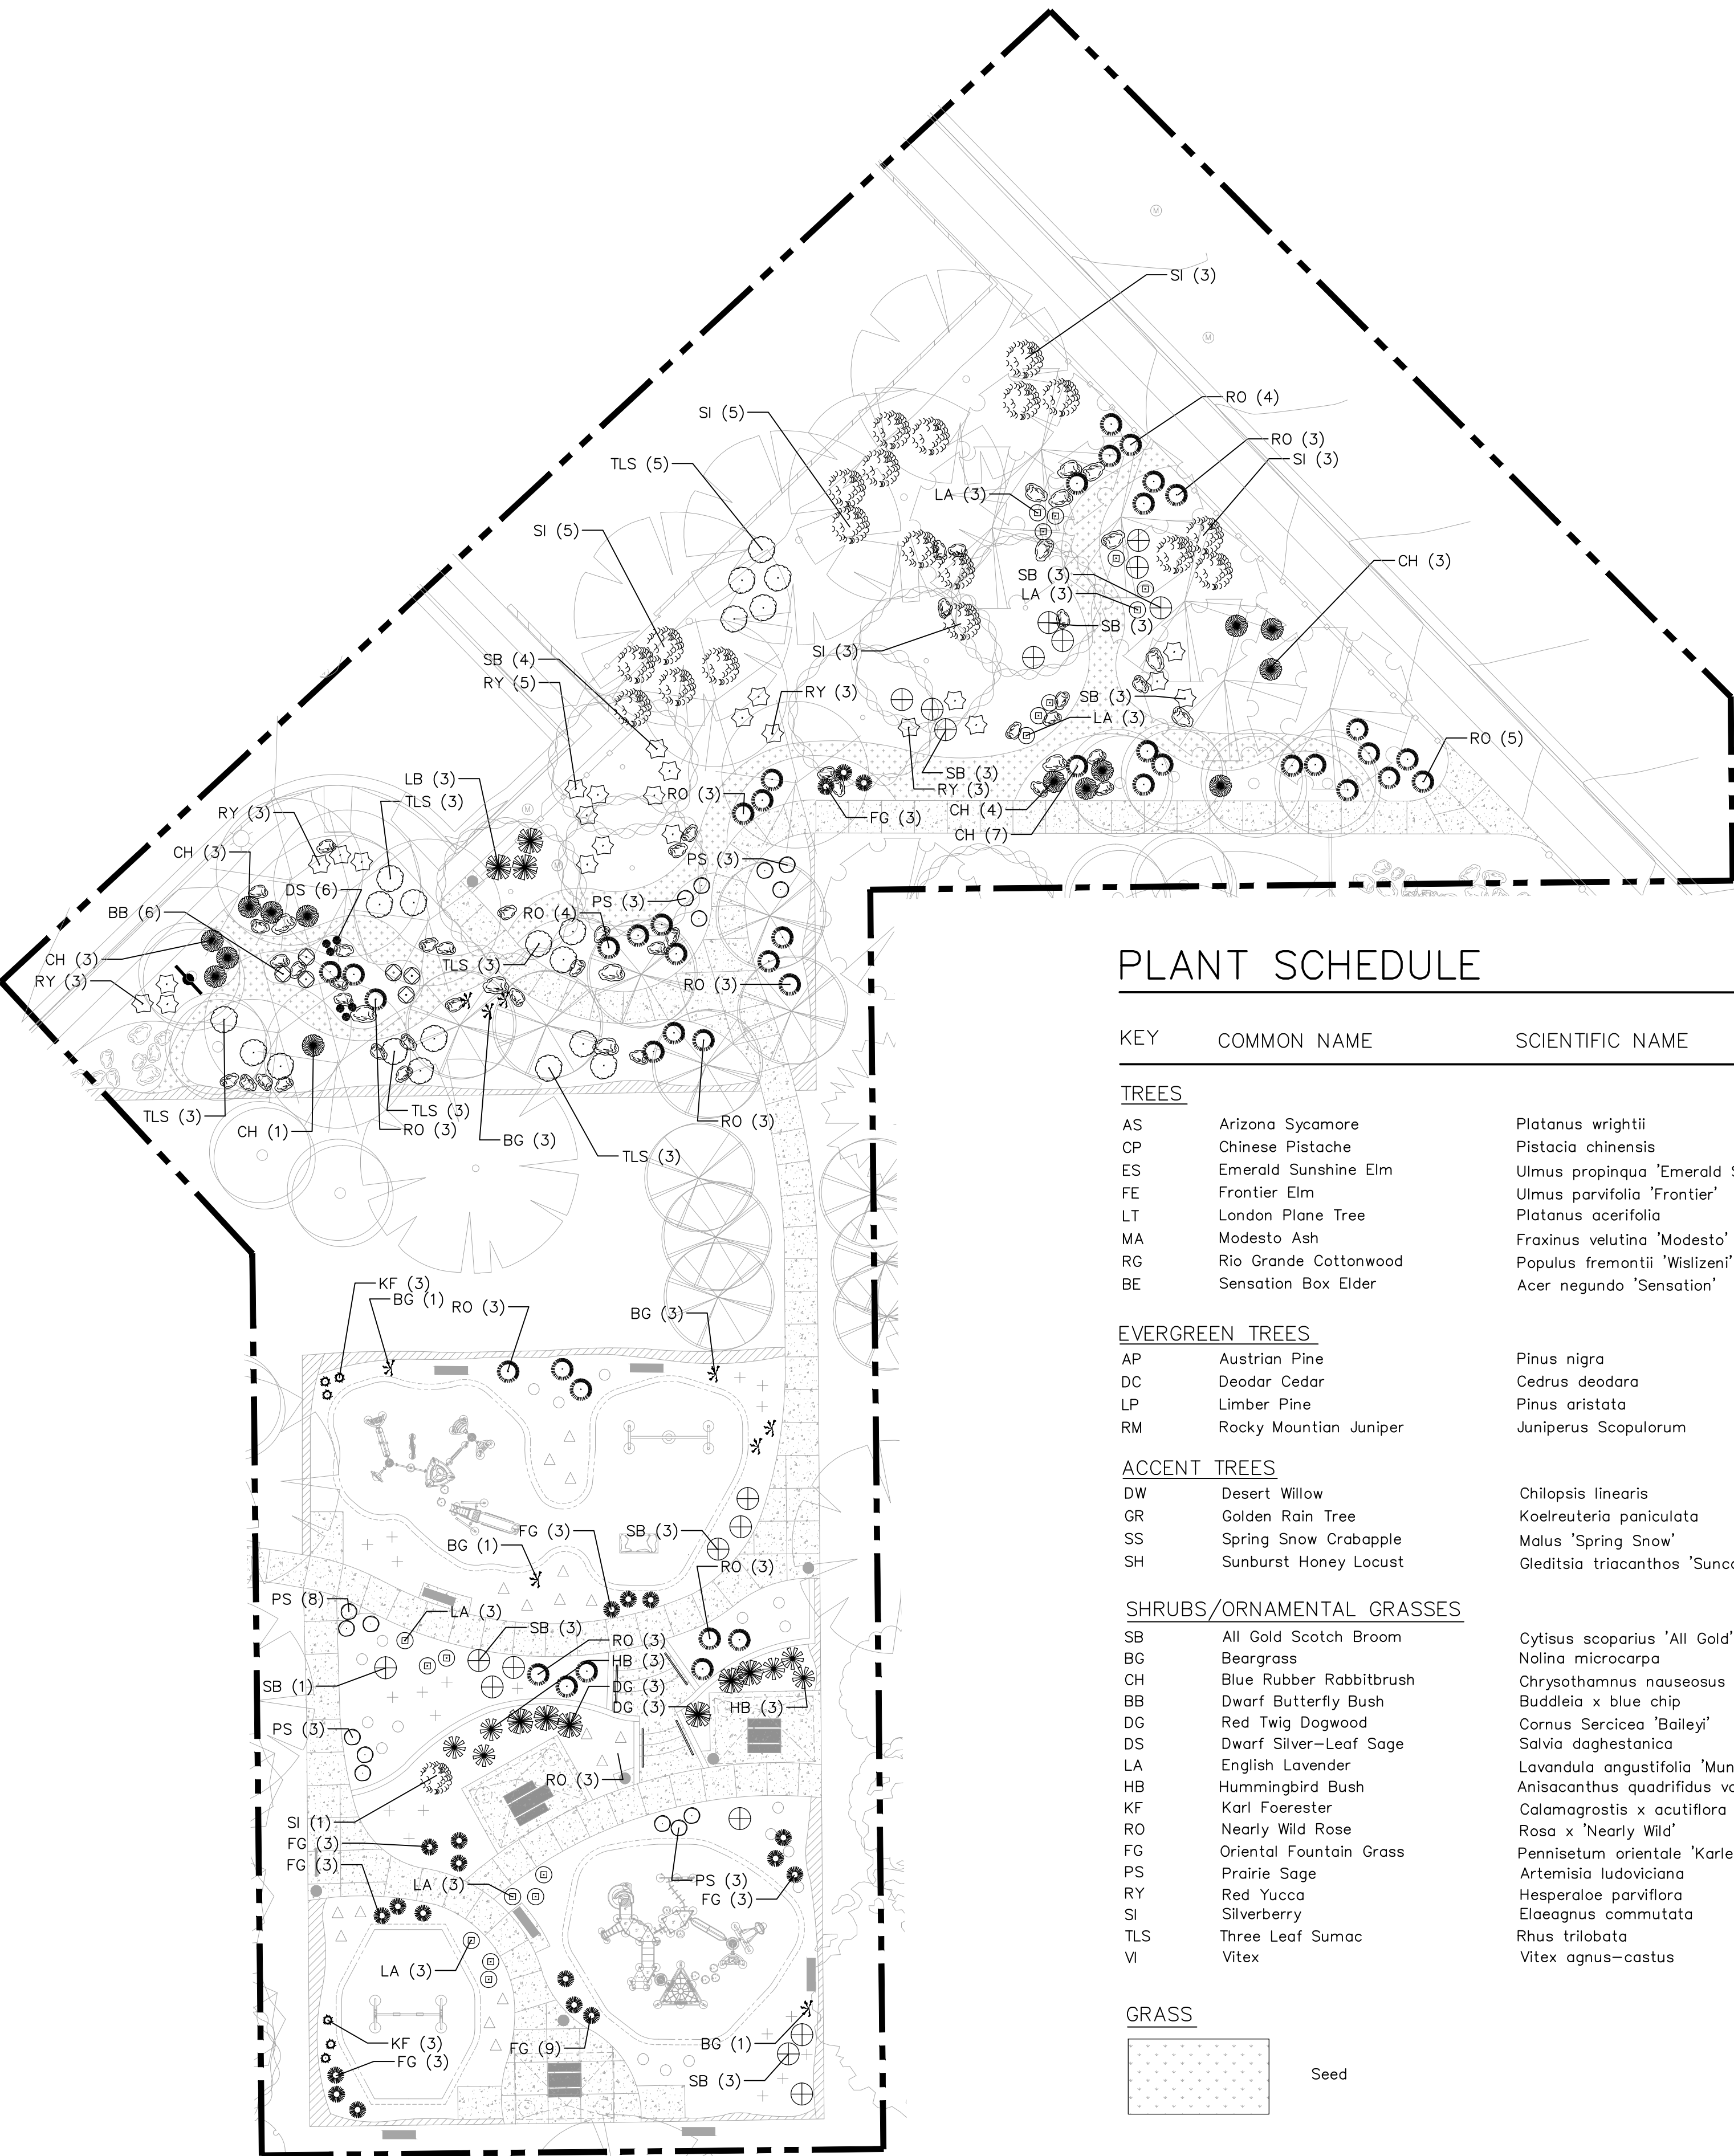 M
SI (3)
M
RO (4)
SI (5)
RO (3)
SI (3)
TLS (5)
LA (3)
SI (5)
CH (3)
SB (3)
LA (3)
SB (3)
SI (3)
SB (4)
RY (5)
RY (3)
SB (3)
LA (3)
RO (5)
LB (3)
SB (3)
RY (3)
RO (3)
TLS (3)
M
CH (4)
RY (3)
FG (3)
CH (7)
CH (3)
PS (3)
M
DS (6)
PS (3)
BB (6)
RO (4)
CH (3)
TLS (3)
RY (3)
RO (3)
TLS (3)
TLS (3)
RO (3)
CH (1)
RO (3)
BG (3)
TLS (3)
KF (3)
BG (1)
RO (3)
BG (3)
FG (3)
SB (3)
BG (1)
RO (3)
PS (8)
LA (3)
SB (3)
RO (3)
HB (3)
SB (1)
DG (3)
DG (3)
HB (3)
PS (3)
RO (3)
SI (1)
FG (3)
FG (3)
LA (3)
PS (3)
FG (3)
LA (3)
KF (3)
FG (9)
BG (1)
FG (3)
SB (3)
PLANT SCHEDULE
KEY COMMON NAME SCIENTIFIC NAME
TREES
AS Arizona Sycamore Platanus wrightii
CP Chinese Pistache Pistacia chinensis
ES Emerald Sunshine Elm Ulmus propinqua 'Emerald S
FE Frontier Elm Ulmus parvifolia 'Frontier'
LT London Plane Tree Platanus acerifolia
MA Modesto Ash Fraxinus velutina 'Modesto'
RG Rio Grande Cottonwood Populus fremontii 'Wislizeni'
BE Sensation Box Elder Acer negundo 'Sensation'
EVERGREEN TREES
AP Austrian Pine Pinus nigra
DC Deodar Cedar Cedrus deodara
LP Limber Pine Pinus aristata
RM Rocky Mountian Juniper Juniperus Scopulorum
ACCENT TREES
DW Desert Willow Chilopsis linearis
GR Golden Rain Tree Koelreuteria paniculata
SS Spring Snow Crabapple Malus 'Spring Snow'
SH Sunburst Honey Locust Gleditsia triacanthos 'Sunco
SHRUBS/ORNAMENTAL GRASSES
SB All Gold Scotch Broom Cytisus scoparius 'All Gold'
BG Beargrass Nolina microcarpa
CH Blue Rubber Rabbitbrush Chrysothamnus nauseosus
BB Dwarf Butterfly Bush Buddleia x blue chip
DG Red Twig Dogwood Cornus Sercicea 'Baileyi'
DS Dwarf Silver-Leaf Sage Salvia daghestanica
LA English Lavender Lavandula angustifolia 'Mun
HB Hummingbird Bush Anisacanthus quadrifidus va
KF Karl Foerester Calamagrostis x acutiflora
RO Nearly Wild Rose Rosa x 'Nearly Wild'
FG Oriental Fountain Grass Pennisetum orientale 'Karle
PS Prairie Sage Artemisia ludoviciana
RY Red Yucca Hesperaloe parviflora
SI Silverberry Elaeagnus commutata
TLS Three Leaf Sumac Rhus trilobata
VI Vitex Vitex agnus-castus
GRASS
Seed